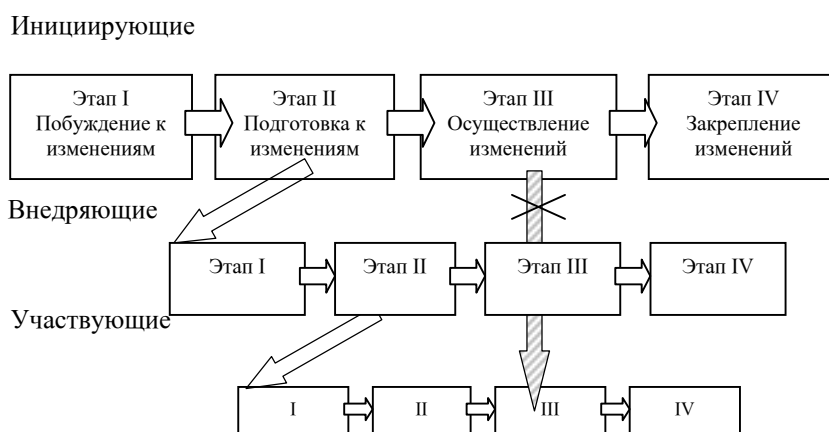 Инициирующие
Этап I
Побуждение к
изменениям
Этап II
Подготовка к
изменениям
Этап III
Осуществление
изменений
Этап IV
Закрепление
изменений
Внедряющие
Этап I
Этап II
Этап III
Этап IV
Участвующие
I
II
III
IV